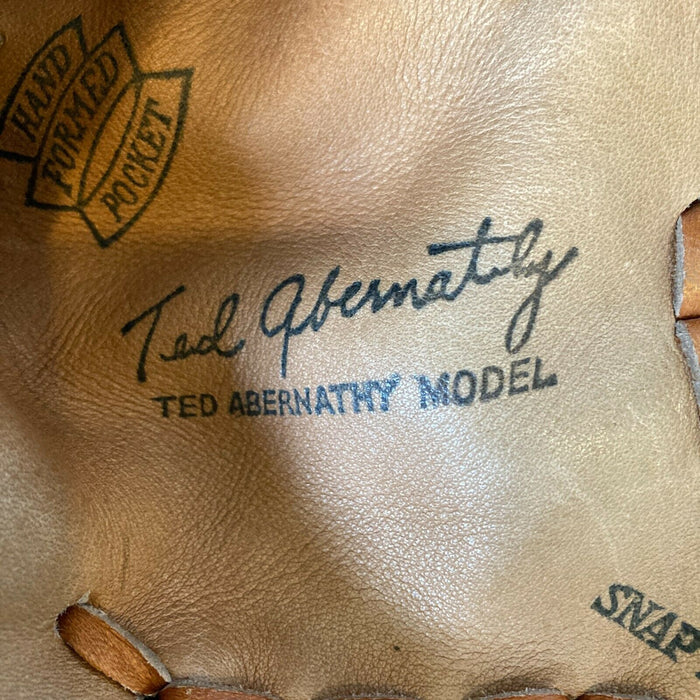 HAND
FORMED
POCKET
Ted Abernathy
TED ABERNATHY MODEL
SNAP